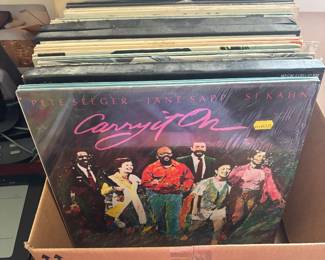 PETE SEEGER · JANE SAPP · SI KAHN
Carry it On